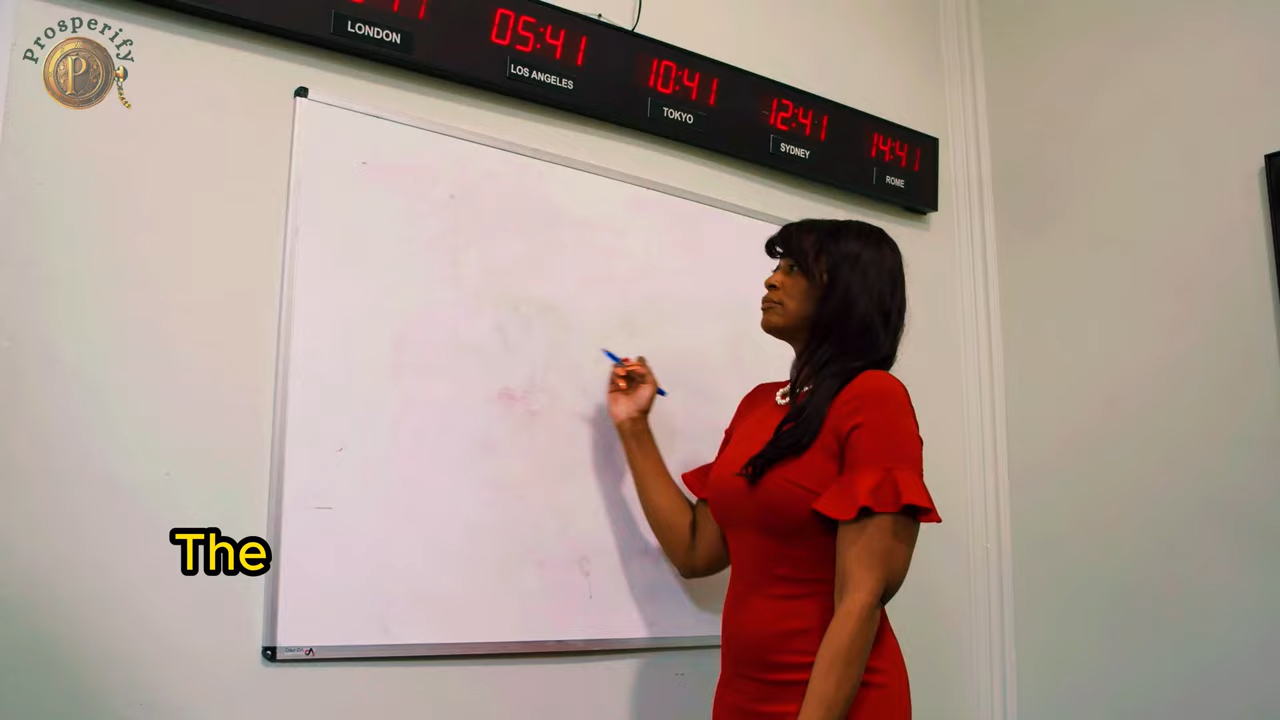 Prosperify
P
LONDON
05:41
LOS ANGELES
10:41
TOKYO
12:41
SYDNEY
14:41
ROME
The